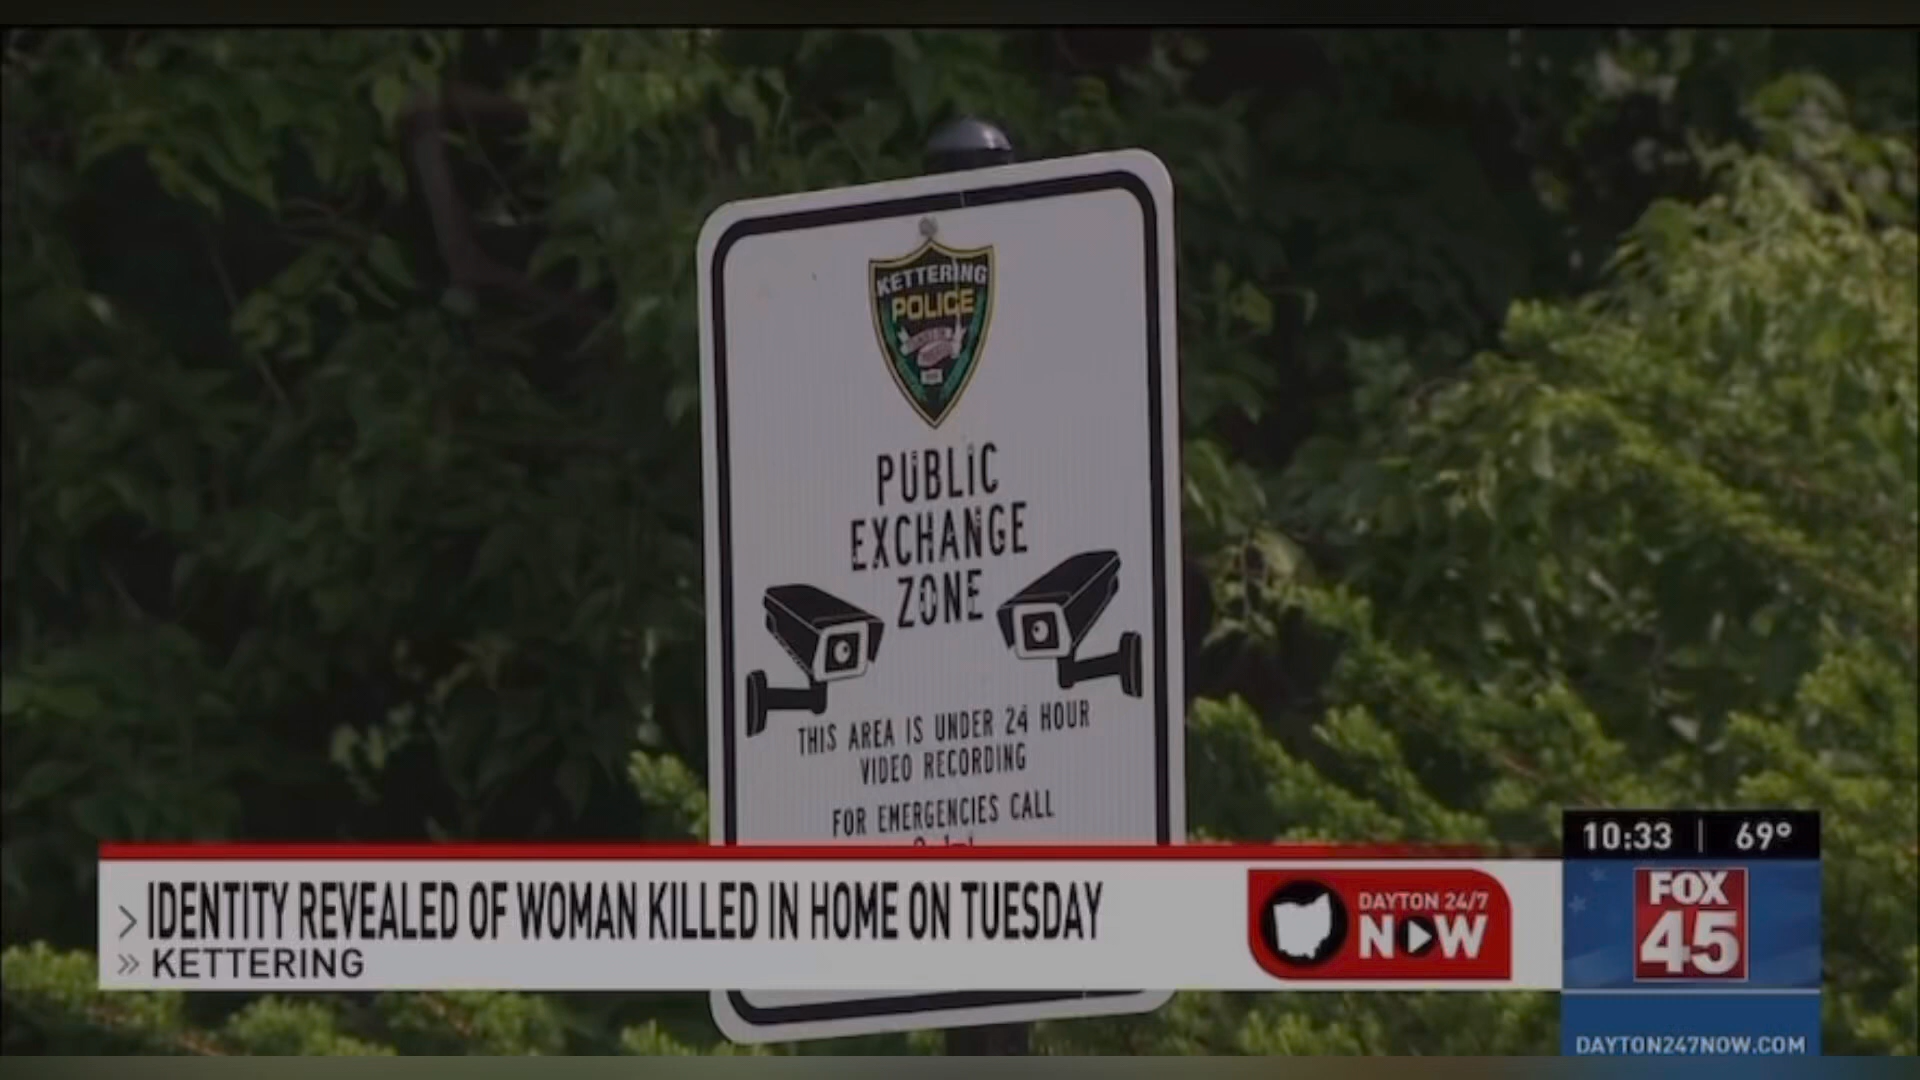 KETTERING
POLICE
PUBLIC
EXCHANGE
ZONE
THIS AREA IS UNDER 24 HOUR
VIDEO RECORDING
FOR EMERGENCIES CALL
IDENTITY REVEALED OF WOMAN KILLED IN HOME ON TUESDAY
KETTERING
DAYTON 24/7
NOW
10:33 | 69°
FOX
45
DAYTON247NOW.COM